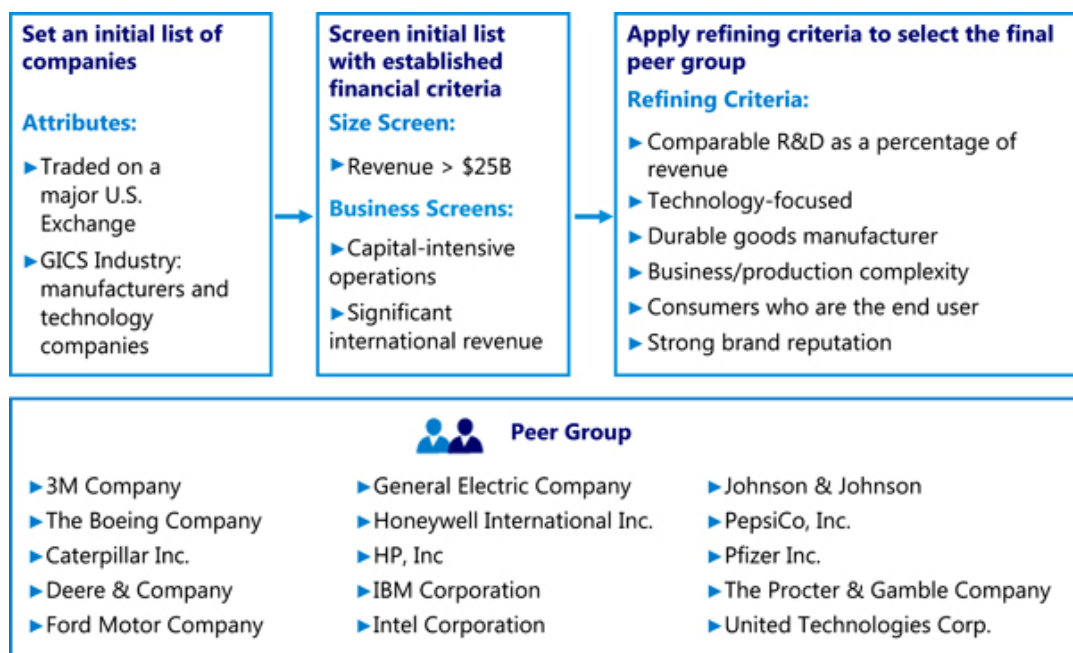 Set an initial list of
companies
Attributes:
►Traded on a
major U.S.
Exchange
►GICS Industry:
manufacturers and
technology
companies
Screen initial list
with established
financial criteria
Size Screen:
►Revenue > $25B
Business Screens:
►Capital-intensive
operations
►Significant
international revenue
Apply refining criteria to select the final
peer group
Refining Criteria:
►Comparable R&D as a percentage of
revenue
►Technology-focused
►Durable goods manufacturer
►Business/production complexity
►Consumers who are the end user
►Strong brand reputation
Peer Group
►3M Company
►The Boeing Company
►Caterpillar Inc.
►Deere & Company
►Ford Motor Company
►General Electric Company
►Honeywell International Inc.
►HP, Inc
►IBM Corporation
►Intel Corporation
►Johnson & Johnson
►PepsiCo, Inc.
►Pfizer Inc.
►The Procter & Gamble Company
►United Technologies Corp.